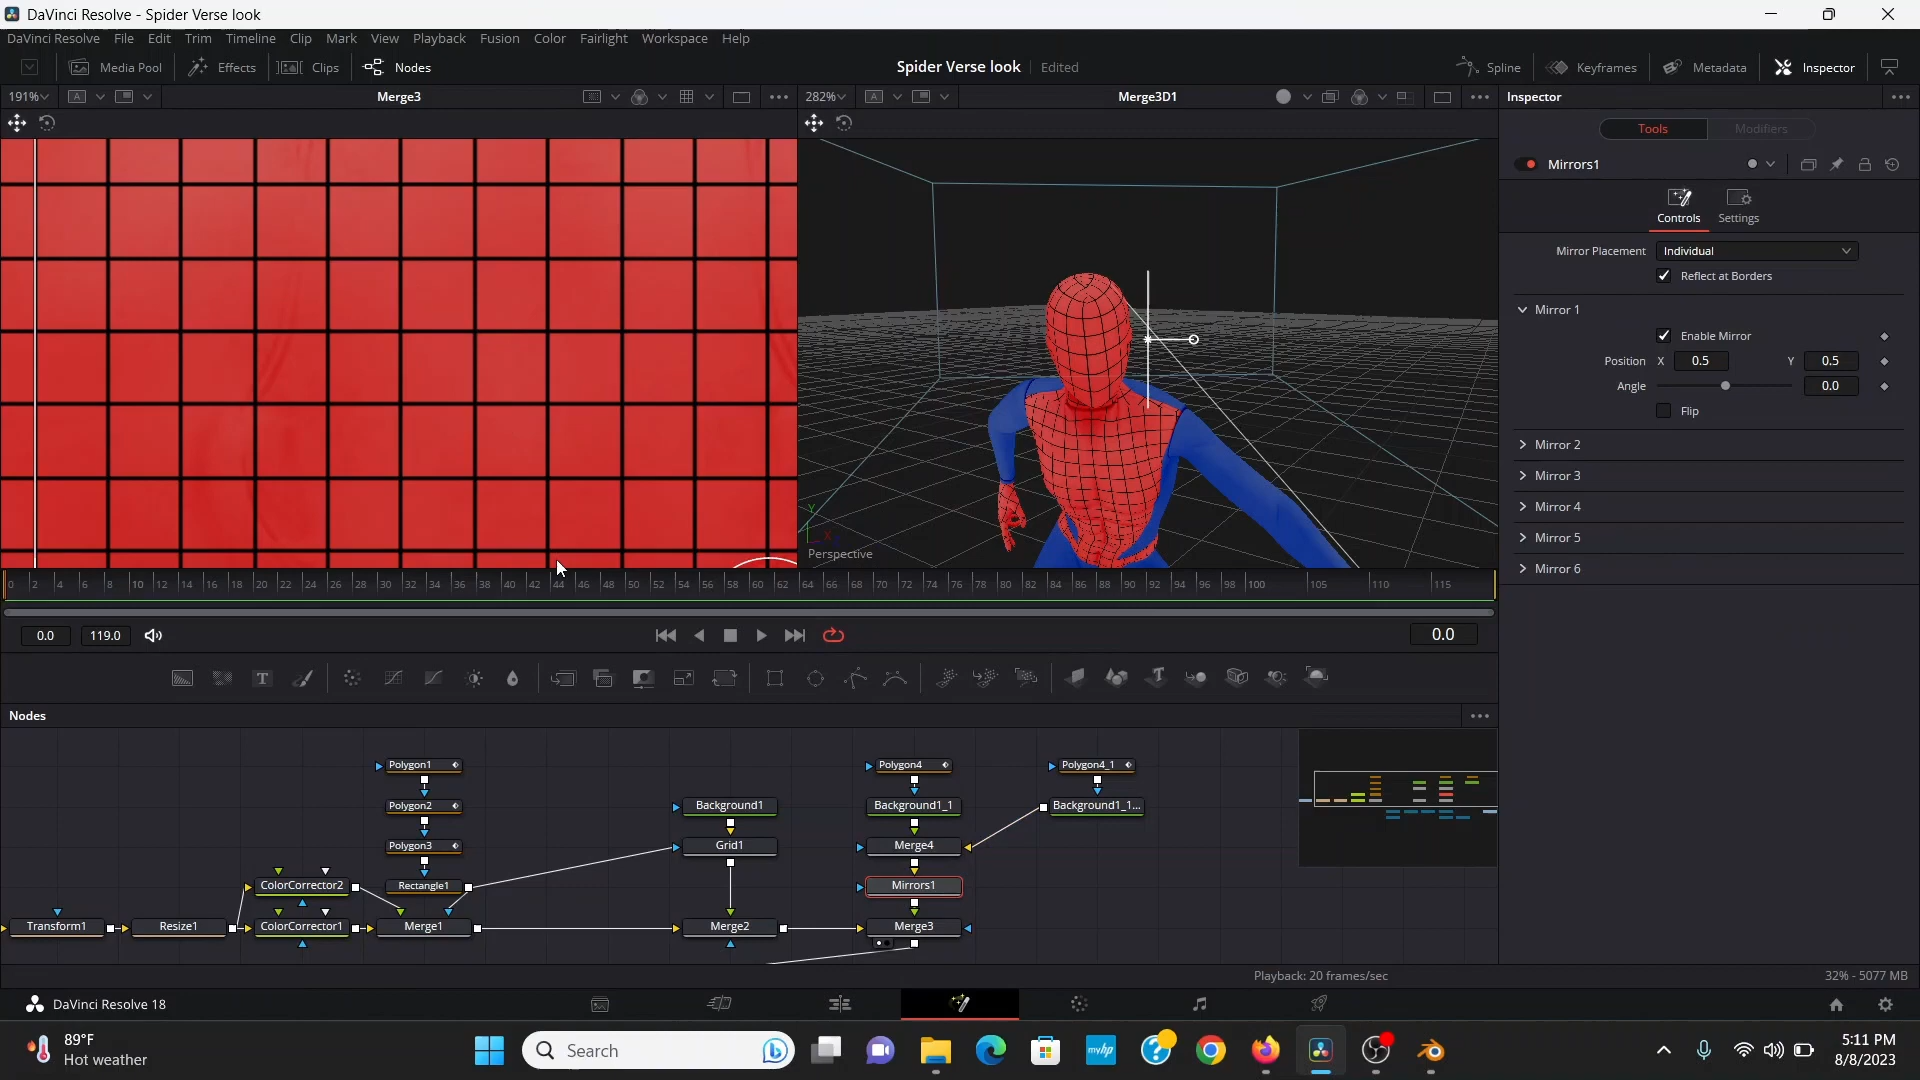 DaVinci Resolve - Spider Verse look
DaVinci Resolve File Edit Trim Timeline Clip Mark View Playback Fusion Color Fairlight Workspace Help
Media Pool Effects Clips Nodes Spider Verse look Edited Spline Keyframes Metadata Inspector
191% A Merge3 282% A Merge3D1 Inspector
Tools Modifiers
Mirrors1
Controls Settings
Mirror Placement Individual
Reflect at Borders
Mirror 1
Enable Mirror
Position X 0.5 Y 0.5
Angle 0.0
Flip
Mirror 2
Mirror 3
Mirror 4
Mirror 5
Mirror 6
Y
X
Perspective
0 2 4 6 8 10 12 14 16 18 20 22 24 26 28 30 32 34 36 38 40 42 44 46 48 50 52 54 56 58 60 62 64 66 68 70 72 74 76 78 80 82 84 86 88 90 92 94 96 98 100 105 110 115
0.0 119.0 0.0
T T
Nodes
Polygon1 Polygon4 Polygon4_1
Polygon2 Background1 Background1_1 Background1_1...
Polygon3 Grid1 Merge4
ColorCorrector2 Rectangle1 Mirrors1
Transform1 Resize1 ColorCorrector1 Merge1 Merge2 Merge3
Playback: 20 frames/sec 32% - 5077 MB
DaVinci Resolve 18
89°F
Hot weather
Search
myhp
5:11 PM
8/8/2023